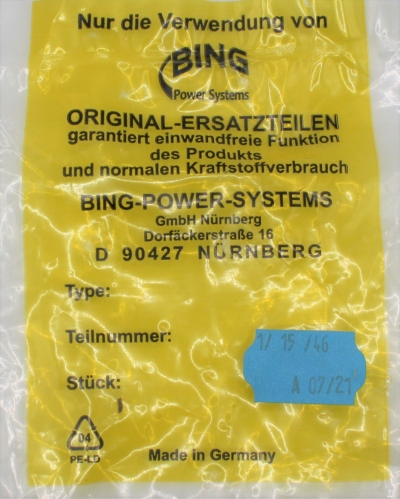 Nur die Verwendung von
BING
Power Systems
ORIGINAL-ERSATZTEILEN
garantiert einwandfreie Funktion
des Produkts
und normalen Kraftstoffverbrauch
BING-POWER-SYSTEMS
GmbH Nürnberg
Dorfäckerstraße 16
D 90427 NÜRNBERG
Type:
Teilnummer:
1/ 15 /46
Stück:
A 07/21
04
PE-LD
Made in Germany